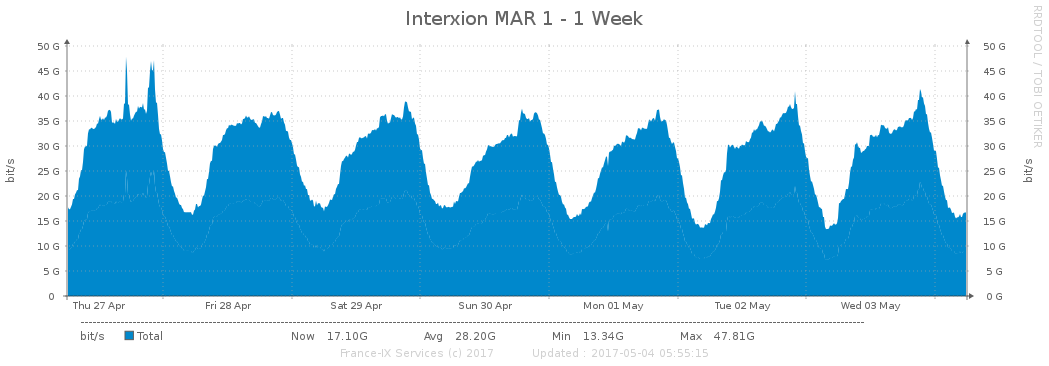 Interxion MAR 1 - 1 Week
RRDTOOL / TOBI OETIKER
50 G 50 G
45 G 45 G
40 G 40 G
35 G 35 G
30 G 30 G
25 G 25 G
20 G 20 G
15 G 15 G
10 G 10 G
5 G 5 G
0 0 G
bit/s
bit/s
Thu 27 Apr Fri 28 Apr Sat 29 Apr Sun 30 Apr Mon 01 May Tue 02 May Wed 03 May
bit/s Total Now 17.10G Avg 28.20G Min 13.34G Max 47.81G
France-IX Services (c) 2017 Updated : 2017-05-04 05:55:15